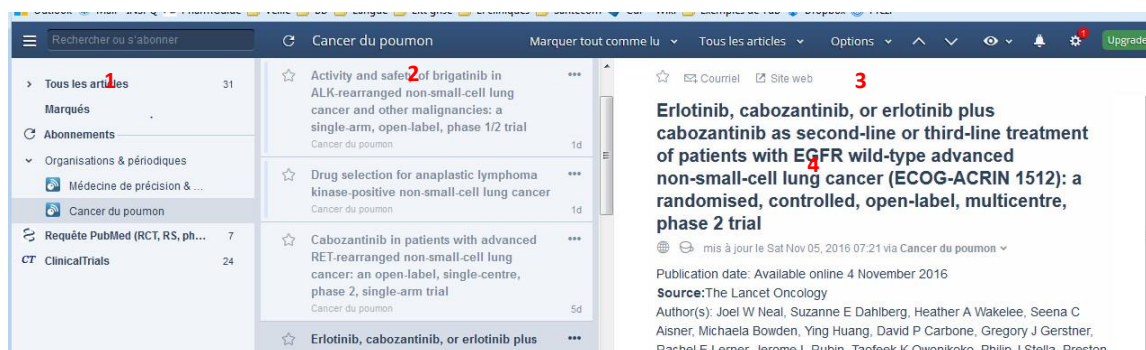 Rechercher ou s'abonner
Cancer du poumon
Marquer tout comme lu
Tous les articles
Options
1
Upgrade
1
Tous les articles 31
Marqués
Abonnements
Organisations & périodiques
Médecine de précision & ...
Cancer du poumon
Requête PubMed (RCT, RS, ph... 7
CT ClinicalTrials 24
2
Activity and safety of brigatinib in
ALK-rearranged non-small-cell lung
cancer and other malignancies: a
single-arm, open-label, phase 1/2 trial
Cancer du poumon 1d
Drug selection for anaplastic lymphoma
kinase-positive non-small-cell lung cancer
Cancer du poumon 1d
Cabozantinib in patients with advanced
RET-rearranged non-small-cell lung
cancer: an open-label, single-centre,
phase 2, single-arm trial
Cancer du poumon 5d
Erlotinib, cabozantinib, or erlotinib plus
Courriel Site web
3
Erlotinib, cabozantinib, or erlotinib plus
cabozantinib as second-line or third-line treatment
of patients with EGFR wild-type advanced
4
non-small-cell lung cancer (ECOG-ACRIN 1512): a
randomised, controlled, open-label, multicentre,
phase 2 trial
mis à jour le Sat Nov 05, 2016 07:21 via Cancer du poumon
Publication date: Available online 4 November 2016
Source:The Lancet Oncology
Author(s): Joel W Neal, Suzanne E Dahlberg, Heather A Wakelee, Seena C
Aisner, Michaela Bowden, Ying Huang, David P Carbone, Gregory J Gerstner,